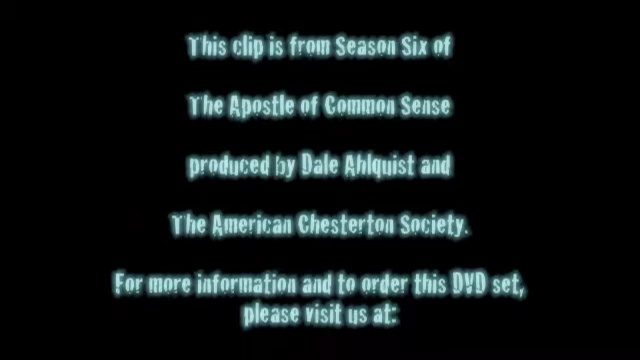 This clip is from Season Six of
The Apostle of Common Sense
produced by Dale Ahlquist and
The American Chesterton Society.
For more information and to order this DVD set,
please visit us at: